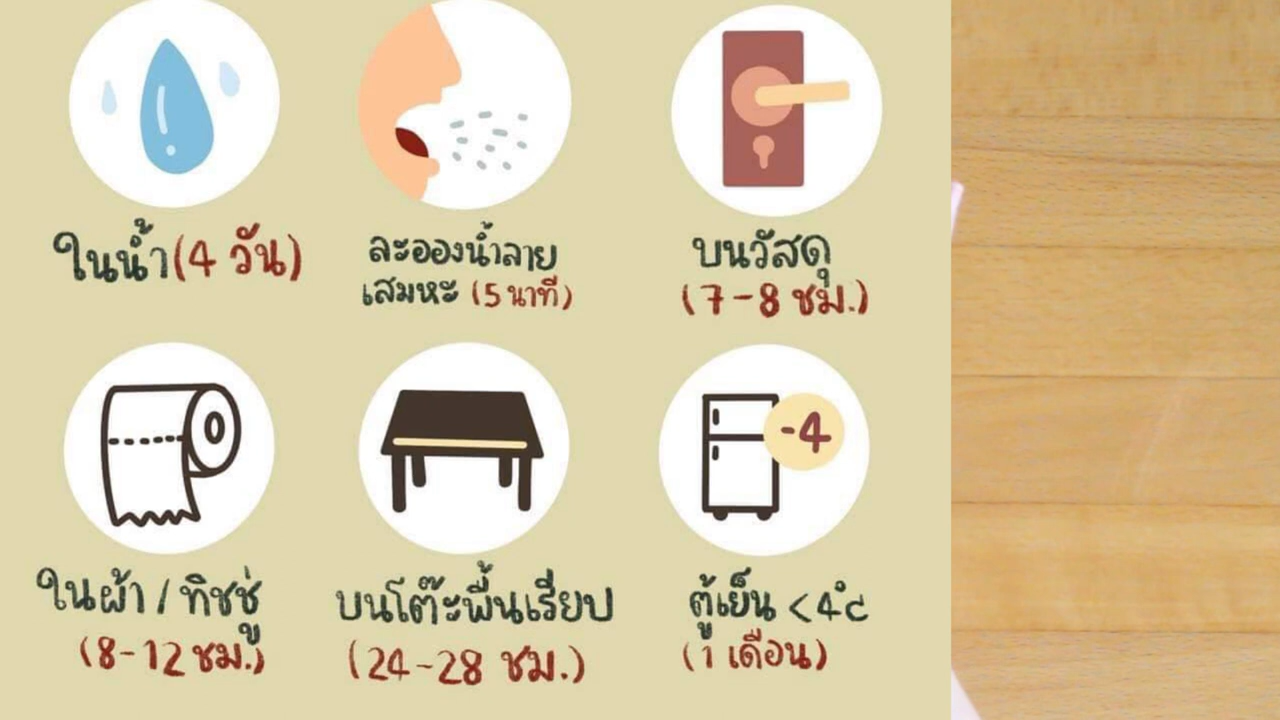 ในน้ำ (4 วัน)
ละอองน้ำลาย
เสมหะ (5 นาที)
บนวัสดุ
(7-8 ชม.)
-4
ในผ้า / ทิชชู่
(8-12 ชม.)
บนโต๊ะพื้นเรียบ
(24-28 ชม.)
ตู้เย็น <4°c
(1 เดือน)